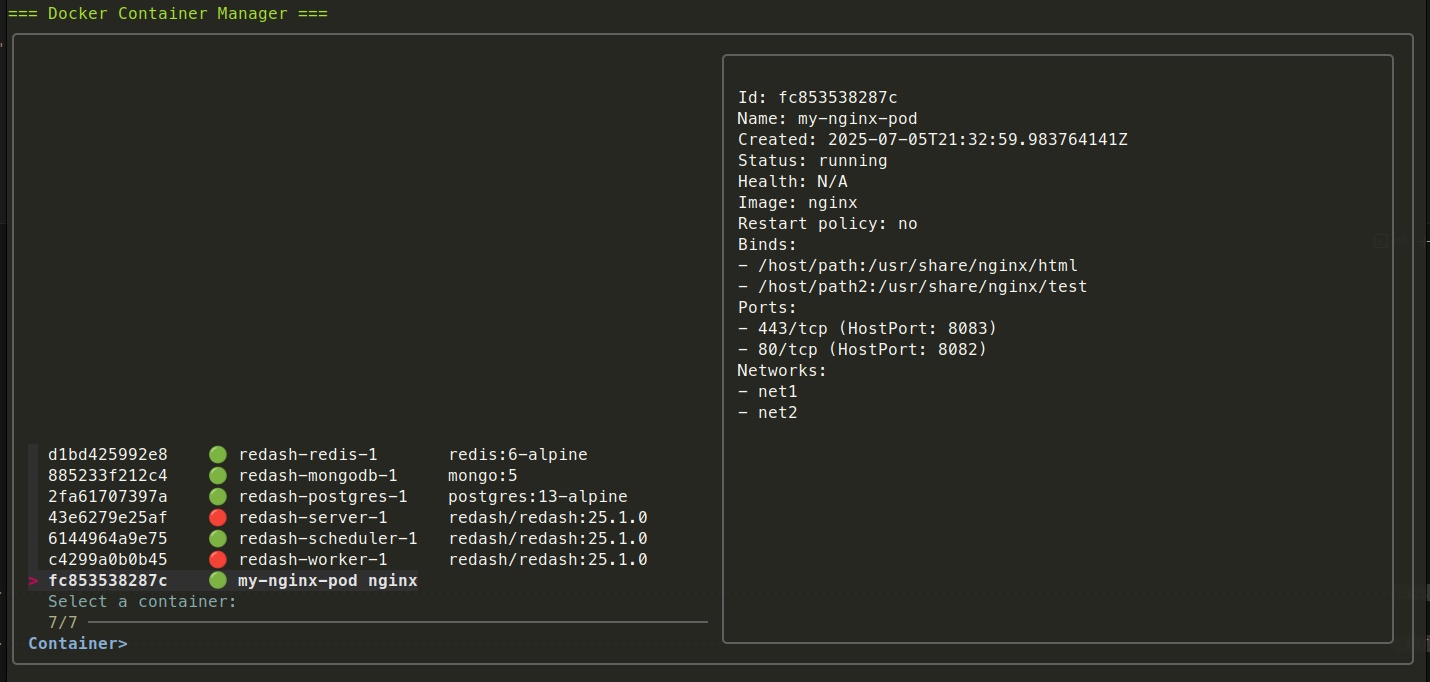 === Docker Container Manager ===
d1bd425992e8 redash-redis-1 redis:6-alpine
885233f212c4 redash-mongodb-1 mongo:5
2fa61707397a redash-postgres-1 postgres:13-alpine
43e6279e25af redash-server-1 redash/redash:25.1.0
6144964a9e75 redash-scheduler-1 redash/redash:25.1.0
c4299a0b0b45 redash-worker-1 redash/redash:25.1.0
> fc853538287c my-nginx-pod nginx
Select a container:
7/7
Container>
Id: fc853538287c
Name: my-nginx-pod
Created: 2025-07-05T21:32:59.983764141Z
Status: running
Health: N/A
Image: nginx
Restart policy: no
Binds:
- /host/path:/usr/share/nginx/html
- /host/path2:/usr/share/nginx/test
Ports:
- 443/tcp (HostPort: 8083)
- 80/tcp (HostPort: 8082)
Networks:
- net1
- net2